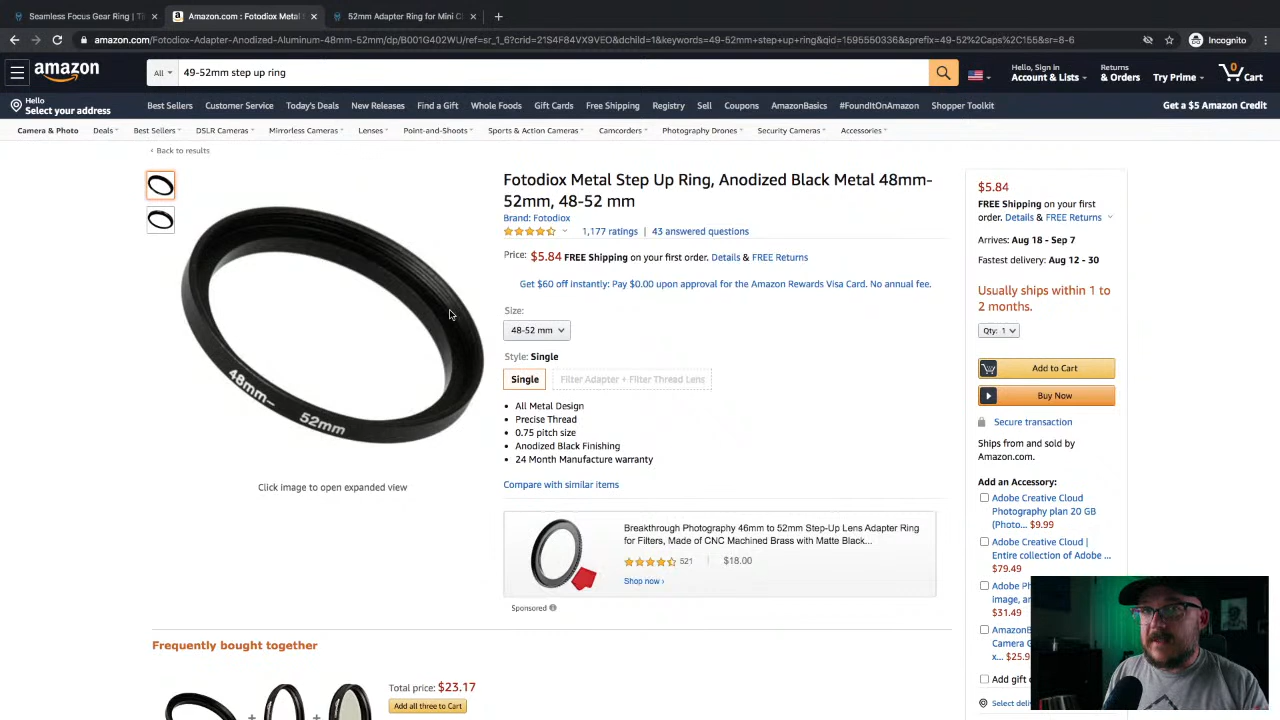 Seamless Focus Gear Ring | Ti
Amazon.com : Fotodiox Metal S
52mm Adapter Ring for Mini C
amazon.com/Fotodiox-Adapter-Anodized-Aluminum-48mm-52mm/dp/B001G402WU/ref=sr_1_6?crid=21S4F84VX9VEO&dchild=1&keywords=49-52mm+step+up+ring&qid=1595550336&sprefix=49-52%2Caps%2C155&sr=8-6
Incognito
amazon
All
49-52mm step up ring
Hello, Sign in
Account & Lists
Returns
& Orders
Try Prime
0
Cart
Hello
Select your address
Best Sellers Customer Service Today's Deals New Releases Find a Gift Whole Foods Gift Cards Free Shipping Registry Sell Coupons AmazonBasics #FoundItOnAmazon Shopper Toolkit
Get a $5 Amazon Credit
Camera & Photo Deals Best Sellers DSLR Cameras Mirrorless Cameras Lenses Point-and-Shoots Sports & Action Cameras Camcorders Photography Drones Security Cameras Accessories
‹ Back to results
48mm-
52mm
Click image to open expanded view
Fotodiox Metal Step Up Ring, Anodized Black Metal 48mm-
52mm, 48-52 mm
Brand: Fotodiox
1,177 ratings | 43 answered questions
Price: $5.84 FREE Shipping on your first order. Details & FREE Returns
Get $60 off instantly: Pay $0.00 upon approval for the Amazon Rewards Visa Card. No annual fee.
Size:
48-52 mm
Style: Single
Single
Filter Adapter + Filter Thread Lens
• All Metal Design
• Precise Thread
• 0.75 pitch size
• Anodized Black Finishing
• 24 Month Manufacture warranty
Compare with similar items
Breakthrough Photography 46mm to 52mm Step-Up Lens Adapter Ring
for Filters, Made of CNC Machined Brass with Matte Black...
521 | $18.00
Shop now ›
Sponsored
$5.84
FREE Shipping on your first
order. Details & FREE Returns
Arrives: Aug 18 - Sep 7
Fastest delivery: Aug 12 - 30
Usually ships within 1 to
2 months.
Qty: 1
Add to Cart
Buy Now
Secure transaction
Ships from and sold by
Amazon.com.
Add an Accessory:
Adobe Creative Cloud
Photography plan 20 GB
(Photo... $9.99
Adobe Creative Cloud |
Entire collection of Adobe ...
$79.49
Adobe Ph
image, an
$31.49
AmazonB
Camera G
x... $25.9
Add gift o
Select deli
Frequently bought together
Total price: $23.17
Add all three to Cart
+ +